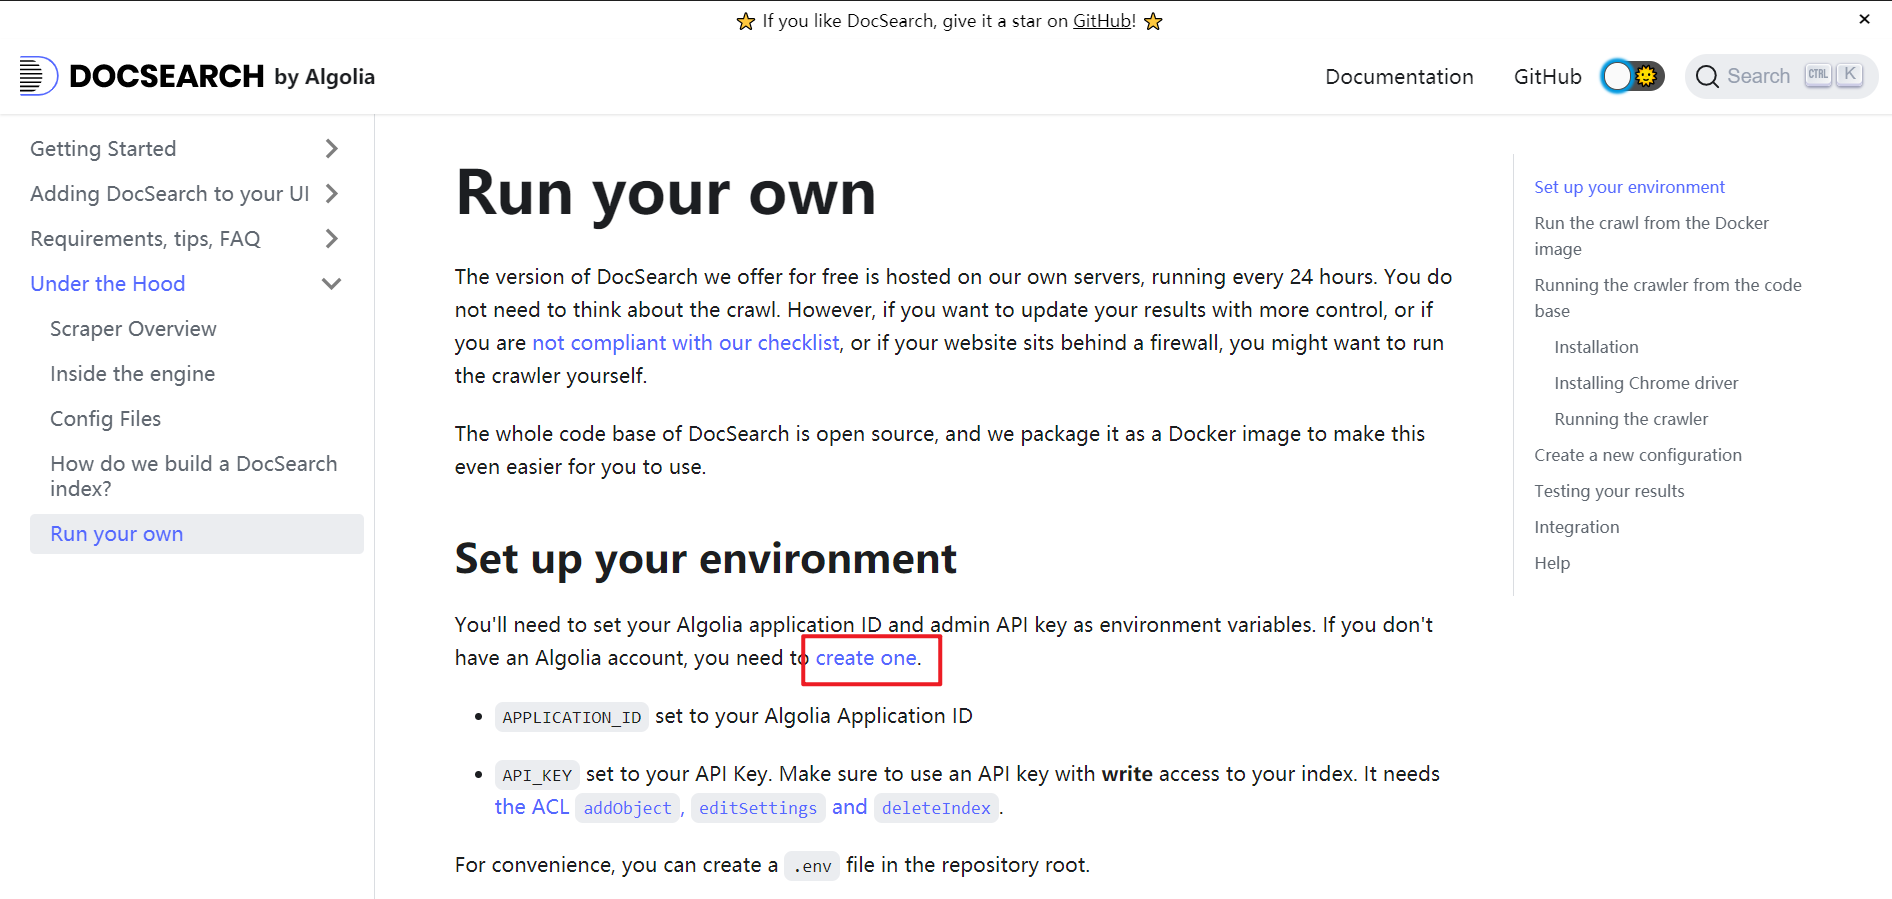 ⭐ If you like DocSearch, give it a star on GitHub! ⭐
×
DOCSEARCH by Algolia
Documentation
GitHub
Search CTRL K
Getting Started
Adding DocSearch to your UI
Requirements, tips, FAQ
Under the Hood
Scraper Overview
Inside the engine
Config Files
How do we build a DocSearch
index?
Run your own
Run your own
The version of DocSearch we offer for free is hosted on our own servers, running every 24 hours. You do
not need to think about the crawl. However, if you want to update your results with more control, or if
you are not compliant with our checklist, or if your website sits behind a firewall, you might want to run
the crawler yourself.
The whole code base of DocSearch is open source, and we package it as a Docker image to make this
even easier for you to use.
Set up your environment
You'll need to set your Algolia application ID and admin API key as environment variables. If you don't
have an Algolia account, you need to create one.
• APPLICATION_ID set to your Algolia Application ID
• API_KEY set to your API Key. Make sure to use an API key with write access to your index. It needs
the ACL addObject, editSettings and deleteIndex.
For convenience, you can create a .env file in the repository root.
Set up your environment
Run the crawl from the Docker
image
Running the crawler from the code
base
Installation
Installing Chrome driver
Running the crawler
Create a new configuration
Testing your results
Integration
Help